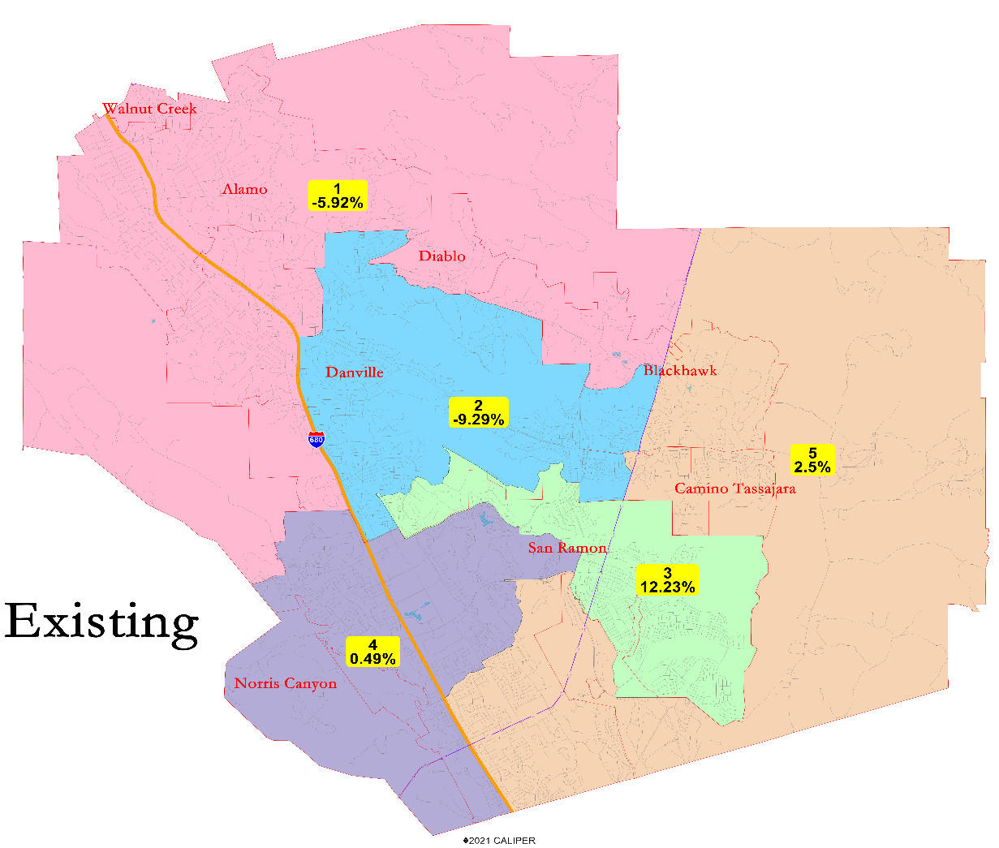 Walnut Creek
Alamo
1
-5.92%
Diablo
Danville
Blackhawk
2
-9.29%
680
5
2.5%
Camino Tassajara
San Ramon
3
12.23%
Existing
4
0.49%
Norris Canyon
�2021 CALIPER